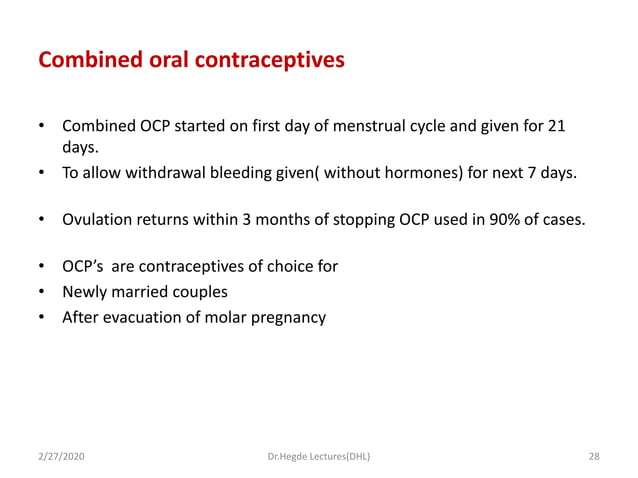 Combined oral contraceptives
• Combined OCP started on first day of menstrual cycle and given for 21
days.
• To allow withdrawal bleeding given( without hormones) for next 7 days.
• Ovulation returns within 3 months of stopping OCP used in 90% of cases.
• OCP’s are contraceptives of choice for
• Newly married couples
• After evacuation of molar pregnancy
2/27/2020
Dr.Hegde Lectures(DHL)
28